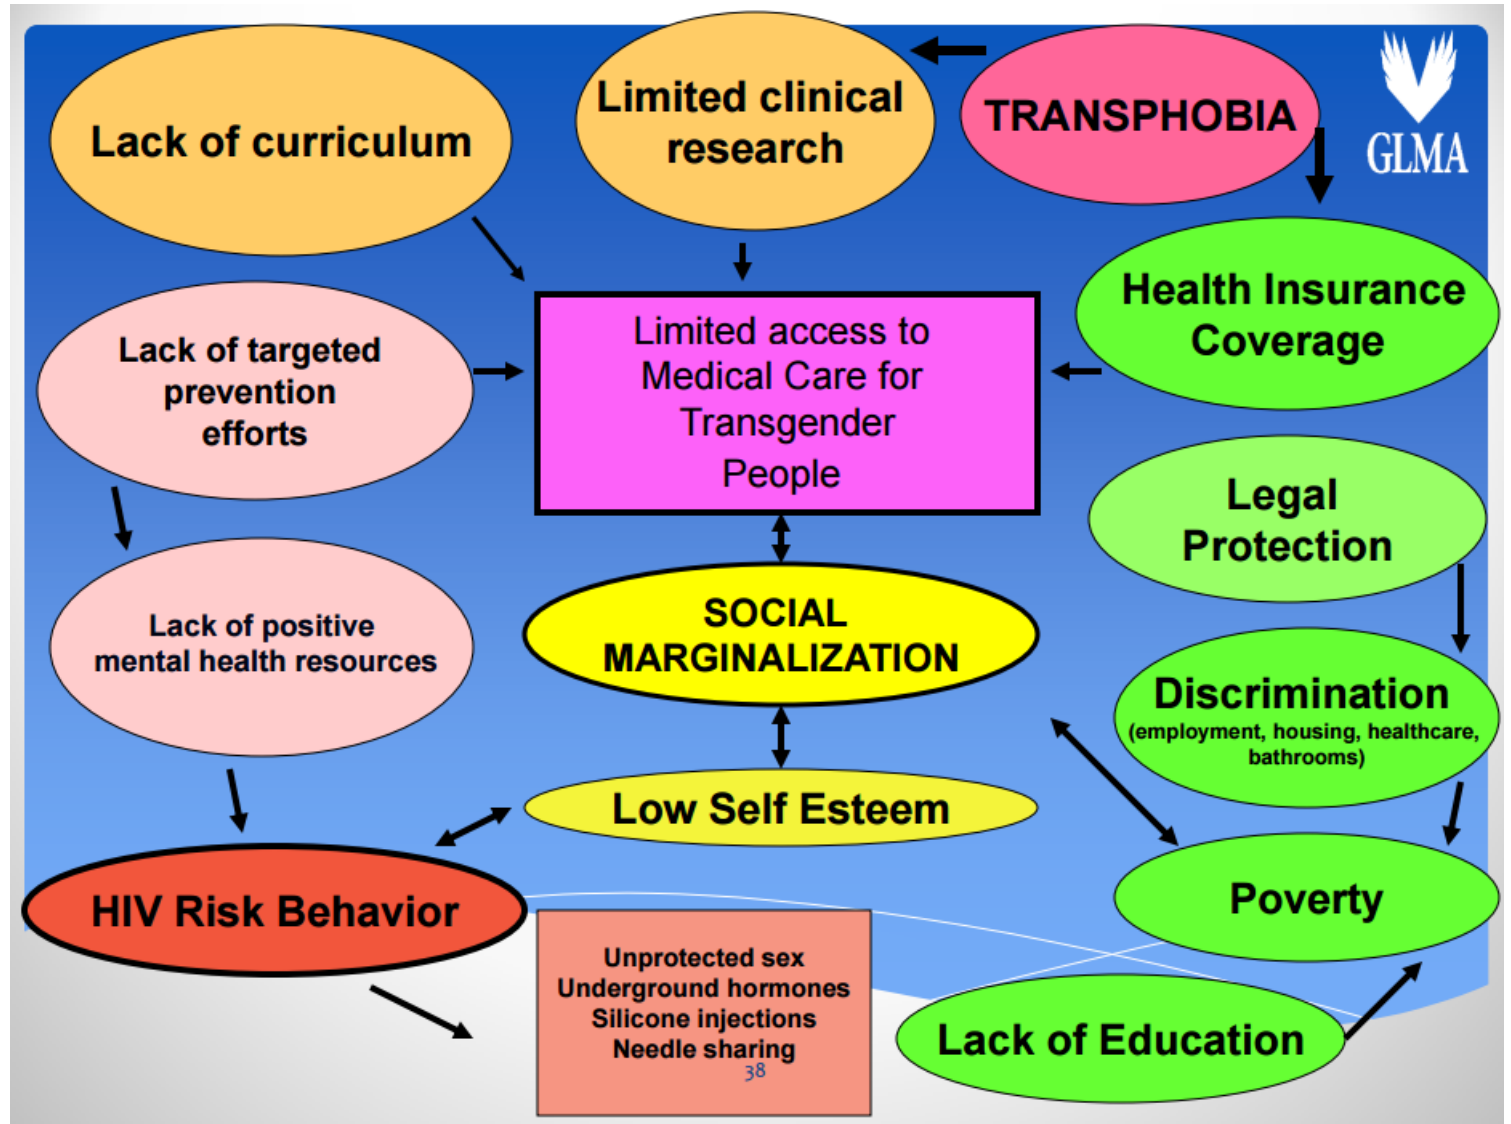 Lack of curriculum
Limited clinical
research
TRANSPHOBIA
GLMA
Health Insurance
Coverage
Lack of targeted
prevention
efforts
Limited access to
Medical Care for
Transgender
People
Legal
Protection
Lack of positive
mental health resources
SOCIAL
MARGINALIZATION
Discrimination
(employment, housing, healthcare,
bathrooms)
Low Self Esteem
HIV Risk Behavior
Poverty
Unprotected sex
Underground hormones
Silicone injections
Needle sharing
38
Lack of Education